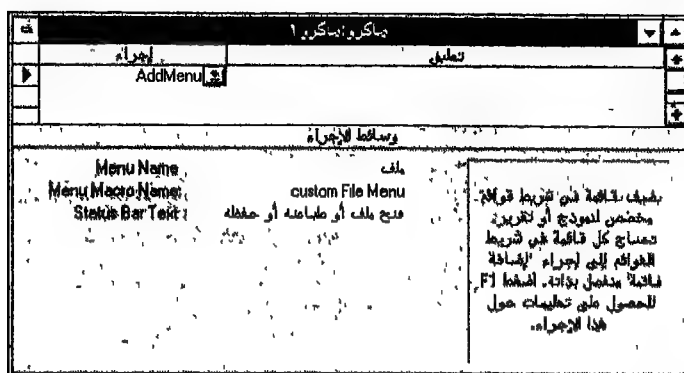 ماكرو: ماكرو ١
إجراء تعليق
AddMenu
وسائط الإجراء
Menu Name ملف
Menu Macro Name custom File Menu
Status Bar Text : فتح ملف أو طباعته أو حفظه
يضيف قائمة في شريط قوائم
مخصص لنموذج أو تقرير.
تحتاج كل قائمة في شريط
القوائم إلى إجراء "إضافة
قائمة" منفصل بذاته. اضغط F1
للحصول على تعليمات حول
هذا الإجراء.